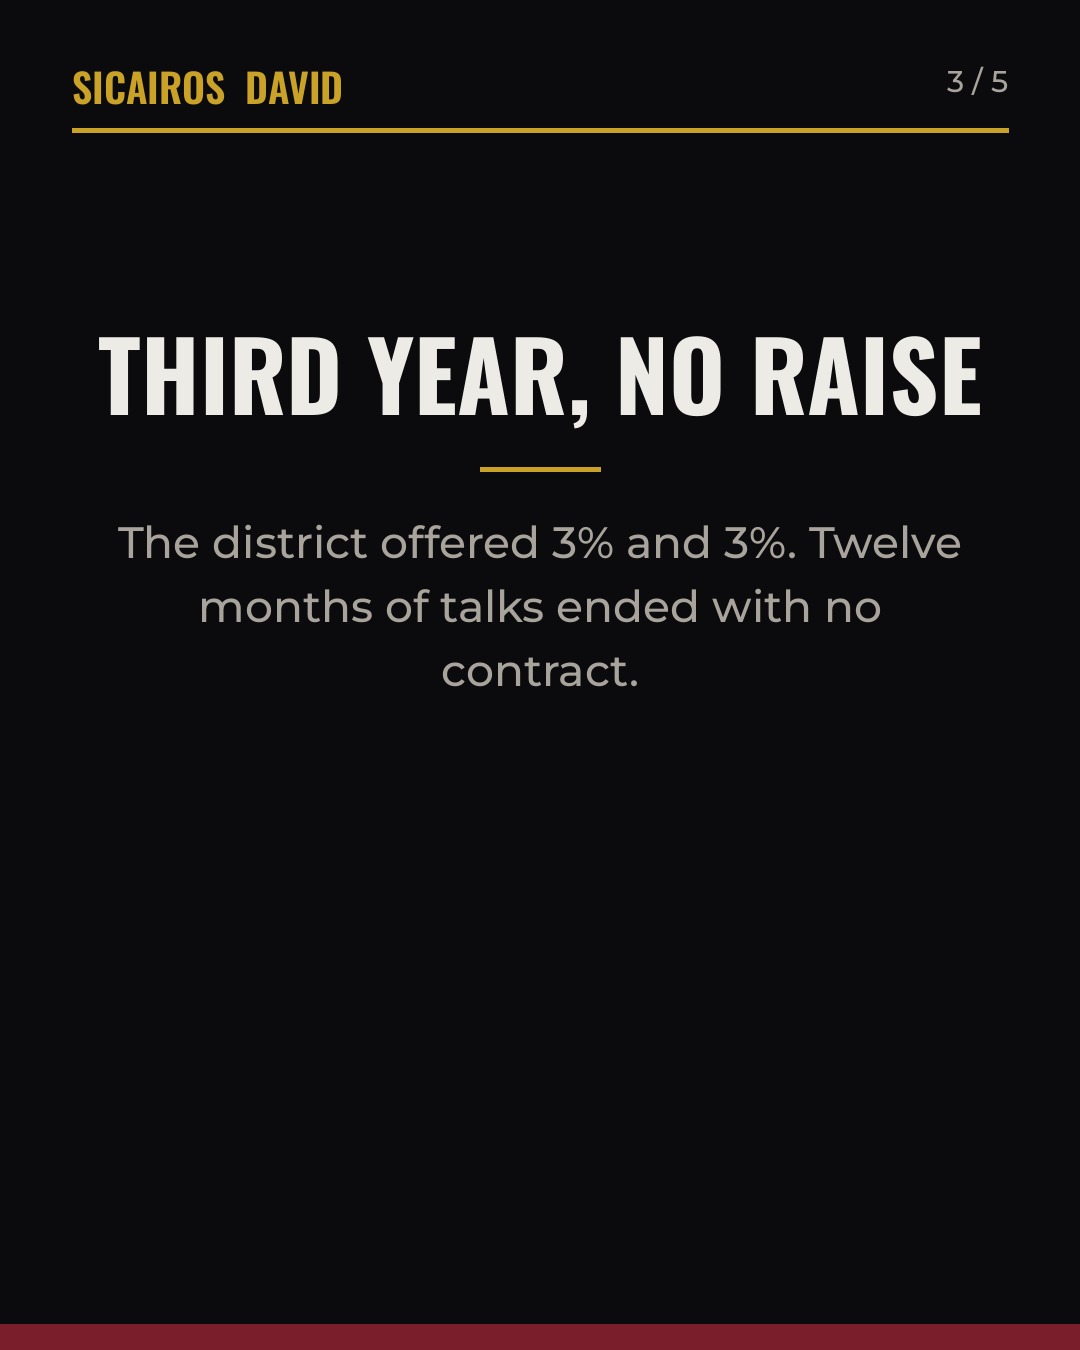 SICAIROS DAVID
3 / 5
THIRD YEAR, NO RAISE
The district offered 3% and 3%. Twelve
months of talks ended with no
contract.